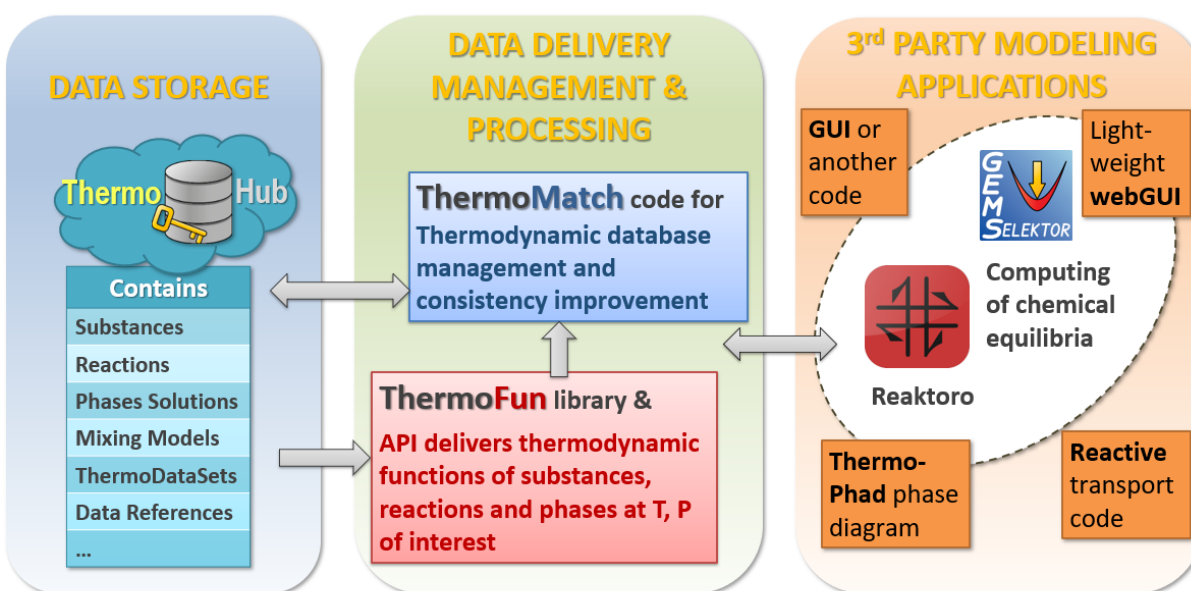 DATA STORAGE
Thermo Hub
Contains
Substances
Reactions
Phases Solutions
Mixing Models
ThermoDataSets
Data References
...
DATA DELIVERY
MANAGEMENT &
PROCESSING
ThermoMatch code for
Thermodynamic database
management and
consistency improvement
ThermoFun library &
API delivers thermodynamic
functions of substances,
reactions and phases at T, P
of interest
3rd PARTY MODELING
APPLICATIONS
GUI or
another
code
Light-
weight
webGUI
GEMS
SELEKTOR
Computing
of chemical
equilibria
Reaktoro
Thermo-
Phad phase
diagram
Reactive
transport
code